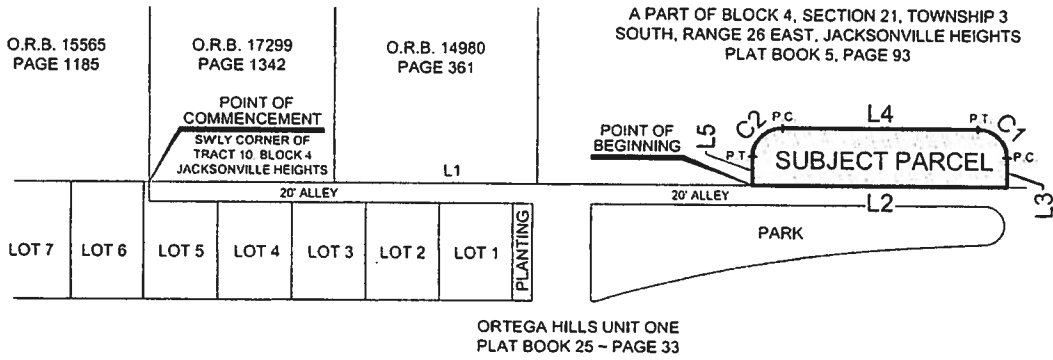 O.R.B. 15565
PAGE 1185
O.R.B. 17299
PAGE 1342
O.R.B. 14980
PAGE 361
A PART OF BLOCK 4, SECTION 21, TOWNSHIP 3
SOUTH, RANGE 26 EAST, JACKSONVILLE HEIGHTS
PLAT BOOK 5, PAGE 93
POINT OF
COMMENCEMENT
SWLY CORNER OF
TRACT 10, BLOCK 4
JACKSONVILLE HEIGHTS
L1
POINT OF
BEGINNING
L5
C2
P.C.
L4
P.T.
C1
P.T.
SUBJECT PARCEL
P.C.
20' ALLEY
20' ALLEY
L2
L3
LOT 7
LOT 6
LOT 5
LOT 4
LOT 3
LOT 2
LOT 1
PLANTING
PARK
ORTEGA HILLS UNIT ONE
PLAT BOOK 25 ~ PAGE 33